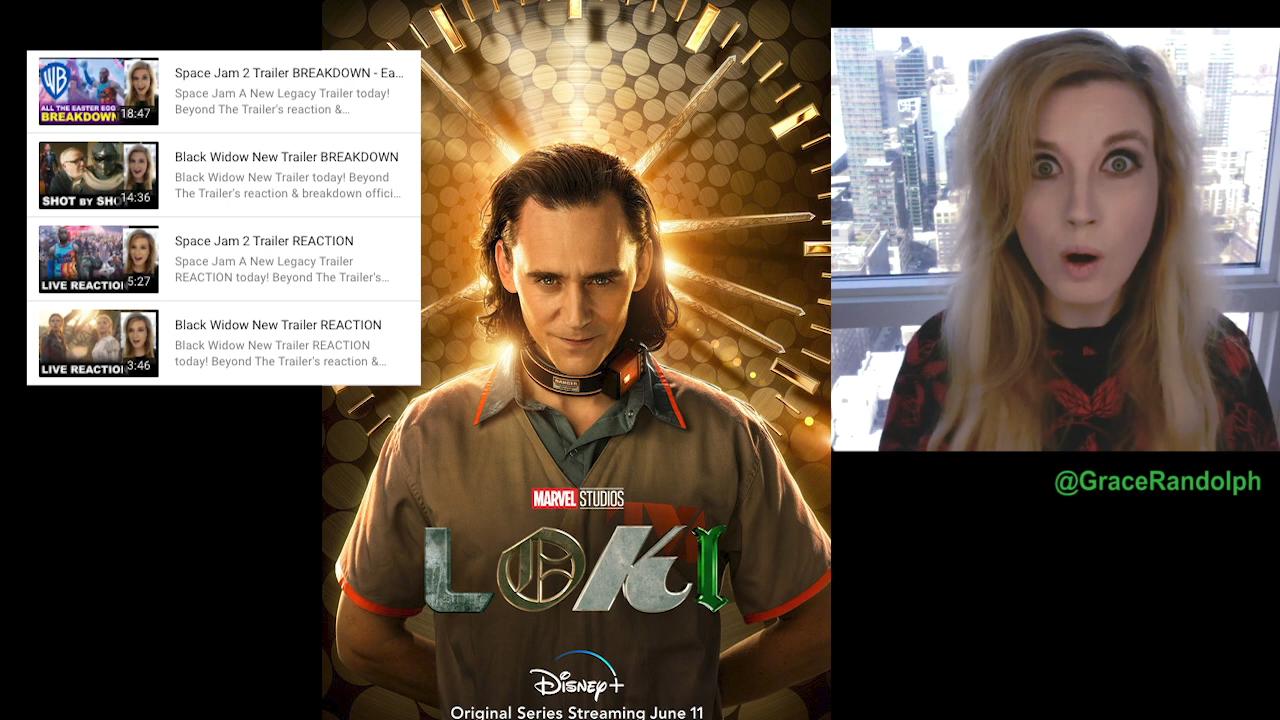 WB
ALL THE EASTER EGG
BREAKDOWN
18:47
Space Jam 2 Trailer BREAKDOWN - Ea...
Space Jam A New Legacy Trailer today!
Beyond The Trailer's reaction &...
SHOT BY SHO
14:36
Black Widow New Trailer BREAKDOWN
Black Widow New Trailer today! Beyond
The Trailer's reaction & breakdown offici...
LIVE REACTION
5:27
Space Jam 2 Trailer REACTION
Space Jam A New Legacy Trailer
REACTION today! Beyond The Trailer's...
LIVE REACTION
3:46
Black Widow New Trailer REACTION
Black Widow New Trailer REACTION
today! Beyond The Trailer's reaction &...
DANGER
MARVEL STUDIOS
LOKI
Disney+
Original Series Streaming June 11
@GraceRandolph